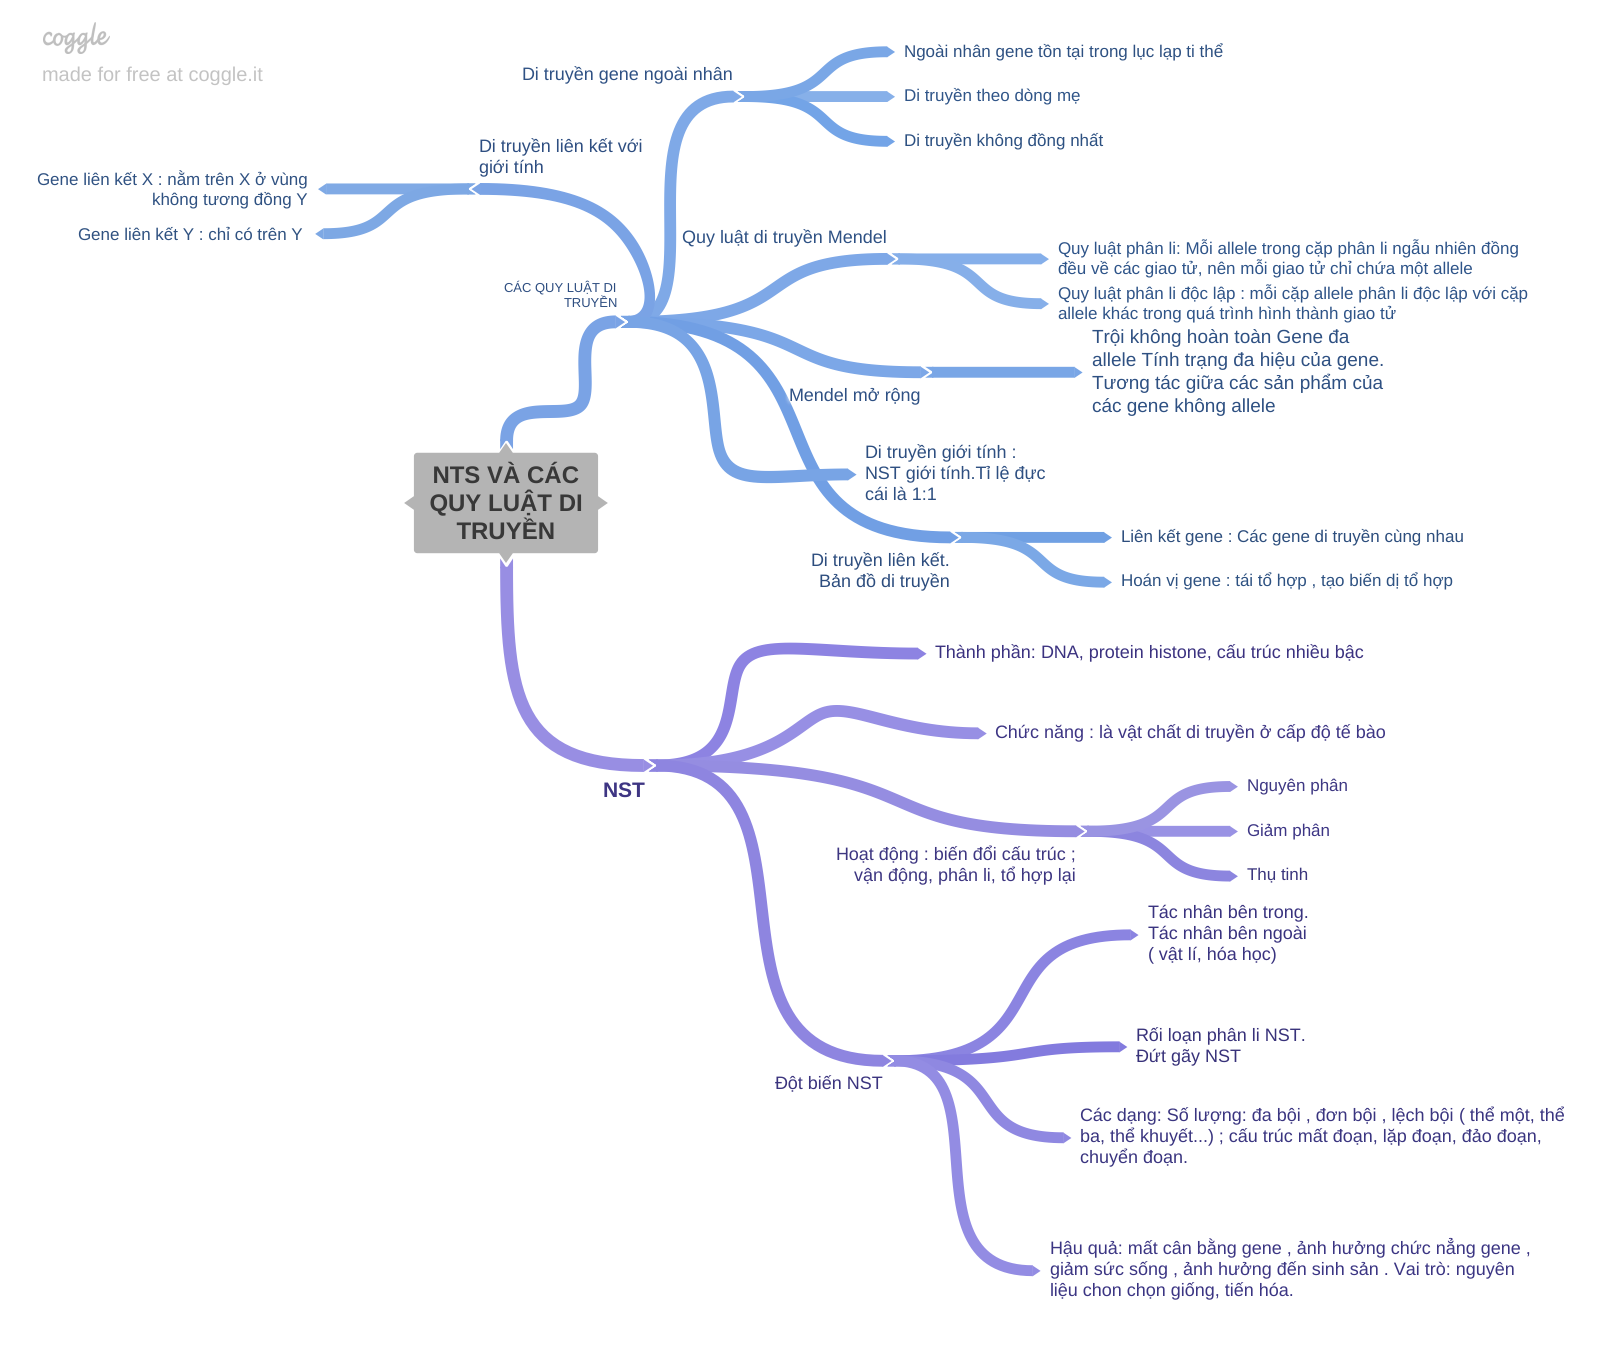 coggle
made for free at coggle.it
Di truyền gene ngoài nhân
Ngoài nhân gene tồn tại trong lục lạp ti thể
Di truyền theo dòng mẹ
Di truyền không đồng nhất
Di truyền liên kết với
giới tính
Gene liên kết X : nằm trên X ở vùng
không tương đồng Y
Gene liên kết Y : chỉ có trên Y
CÁC QUY LUẬT DI
TRUYỀN
Quy luật di truyền Mendel
Quy luật phân li: Mỗi allele trong cặp phân li ngẫu nhiên đồng
đều về các giao tử, nên mỗi giao tử chỉ chứa một allele
Quy luật phân li độc lập : mỗi cặp allele phân li độc lập với cặp
allele khác trong quá trình hình thành giao tử
Mendel mở rộng
Trội không hoàn toàn Gene đa
allele Tính trạng đa hiệu của gene.
Tương tác giữa các sản phẩm của
các gene không allele
Di truyền giới tính :
NST giới tính.Tỉ lệ đực
cái là 1:1
Di truyền liên kết.
Bản đồ di truyền
Liên kết gene : Các gene di truyền cùng nhau
Hoán vị gene : tái tổ hợp , tạo biến dị tổ hợp
NTS VÀ CÁC
QUY LUẬT DI
TRUYỀN
NST
Thành phần: DNA, protein histone, cấu trúc nhiều bậc
Chức năng : là vật chất di truyền ở cấp độ tế bào
Hoạt động : biến đổi cấu trúc ;
vận động, phân li, tổ hợp lại
Nguyên phân
Giảm phân
Thụ tinh
Đột biến NST
Tác nhân bên trong.
Tác nhân bên ngoài
( vật lí, hóa học)
Rối loạn phân li NST.
Đứt gãy NST
Các dạng: Số lượng: đa bội , đơn bội , lệch bội ( thể một, thể
ba, thể khuyết...) ; cấu trúc mất đoạn, lặp đoạn, đảo đoạn,
chuyển đoạn.
Hậu quả: mất cân bằng gene , ảnh hưởng chức nẳng gene ,
giảm sức sống , ảnh hưởng đến sinh sản . Vai trò: nguyên
liệu chon chọn giống, tiến hóa.